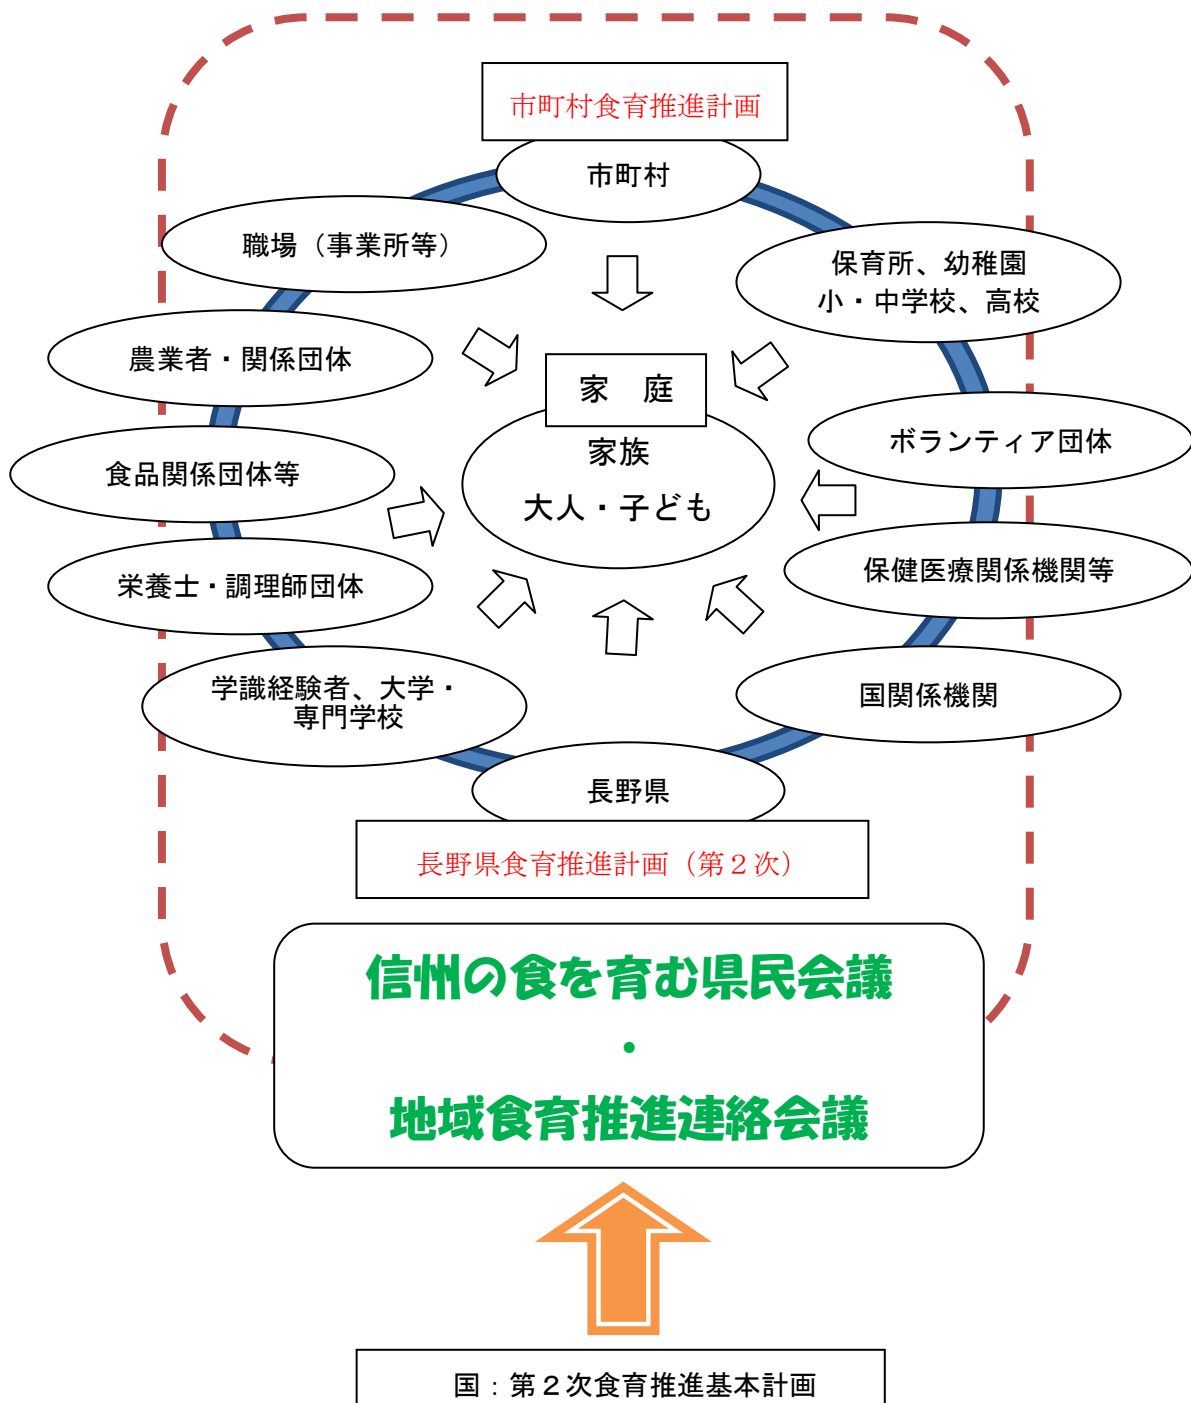 市町村食育推進計画
市町村
職場（事業所等）
保育所、幼稚園
小・中学校、高校
農業者・関係団体
家　庭
家族
大人・子ども
ボランティア団体
食品関係団体等
保健医療関係機関等
栄養士・調理師団体
学識経験者、大学・
専門学校
国関係機関
長野県
長野県食育推進計画（第２次）
信州の食を育む県民会議
・
地域食育推進連絡会議
国：第２次食育推進基本計画